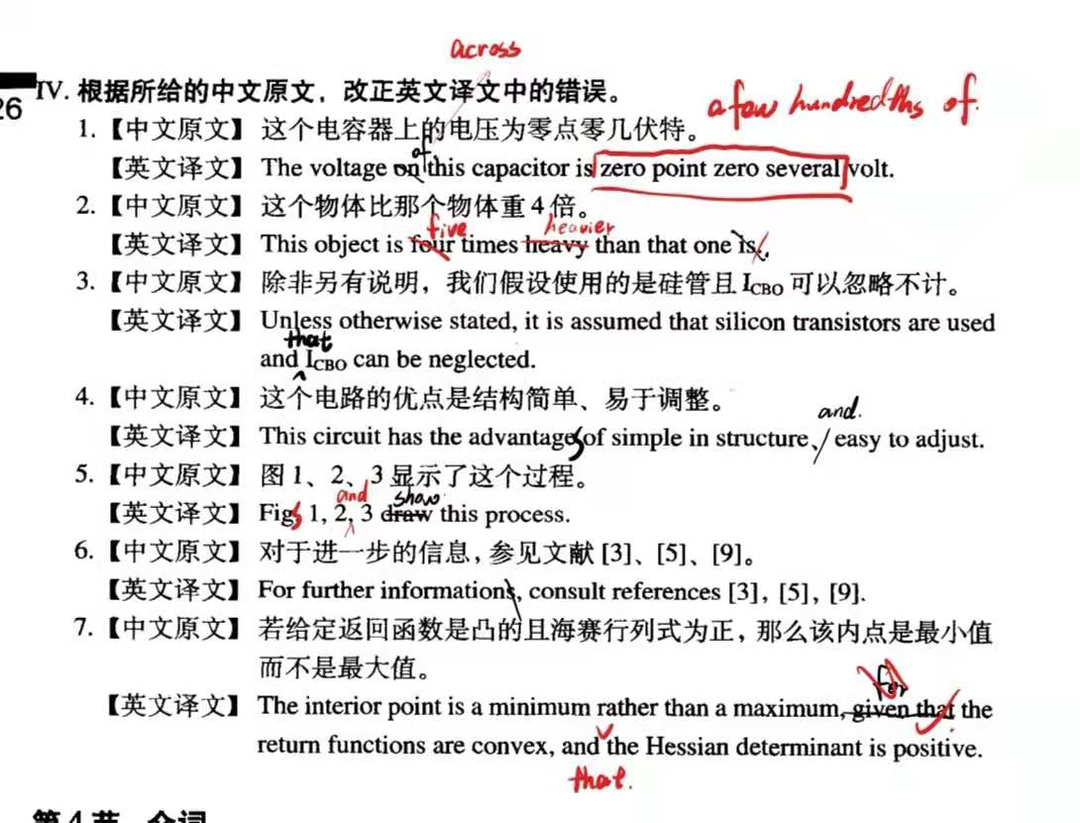 across
26
IV. 根据所给的中文原文，改正英文译文中的错误。
a few hundredths of.
1.【中文原文】这个电容器上的电压为零点零几伏特。
of
【英文译文】The voltage on this capacitor is zero point zero several volt.
2.【中文原文】这个物体比那个物体重4倍。
five heavier
【英文译文】This object is four times heavy than that one is.
3.【中文原文】除非另有说明，我们假设使用的是硅管且 ICBO 可以忽略不计。
【英文译文】Unless otherwise stated, it is assumed that silicon transistors are used
that
and ICBO can be neglected.
4.【中文原文】这个电路的优点是结构简单、易于调整。
and.
【英文译文】This circuit has the advantages of simple in structure、/ easy to adjust.
5.【中文原文】图1、2、3显示了这个过程。
and show
【英文译文】Figs 1, 2, 3 draw this process.
6.【中文原文】对于进一步的信息, 参见文献 [3]、[5]、[9]。
【英文译文】For further informations, consult references [3], [5], [9].
7.【中文原文】若给定返回函数是凸的且海赛行列式为正，那么该内点是最小值
而不是最大值。
for
【英文译文】The interior point is a minimum rather than a maximum, given that the
return functions are convex, and the Hessian determinant is positive.
that.
第4节 介词